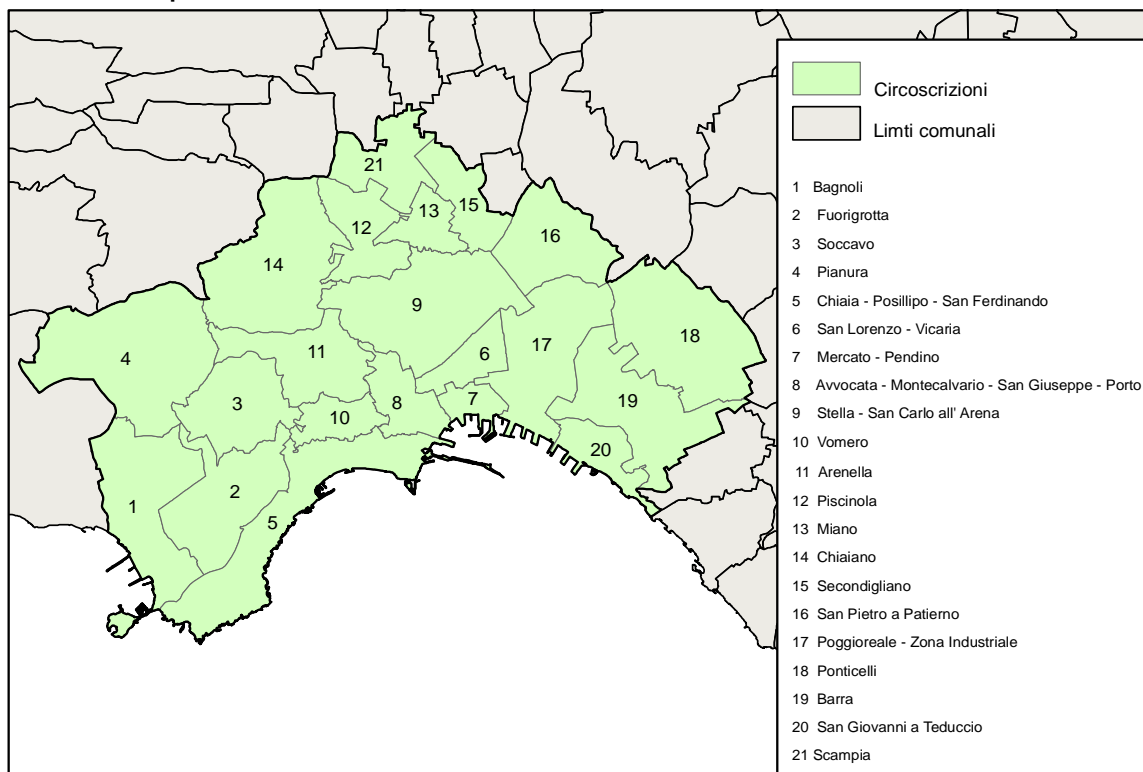 Circoscrizioni
Limti comunali
1 Bagnoli
2 Fuorigrotta
3 Soccavo
4 Pianura
5 Chiaia - Posillipo - San Ferdinando
6 San Lorenzo - Vicaria
7 Mercato - Pendino
8 Avvocata - Montecalvario - San Giuseppe - Porto
9 Stella - San Carlo all' Arena
10 Vomero
11 Arenella
12 Piscinola
13 Miano
14 Chiaiano
15 Secondigliano
16 San Pietro a Patierno
17 Poggioreale - Zona Industriale
18 Ponticelli
19 Barra
20 San Giovanni a Teduccio
21 Scampia
21
15
13
12
16
14
9
18
4
11
6
17
3
10
8
7
19
20
2
1
5